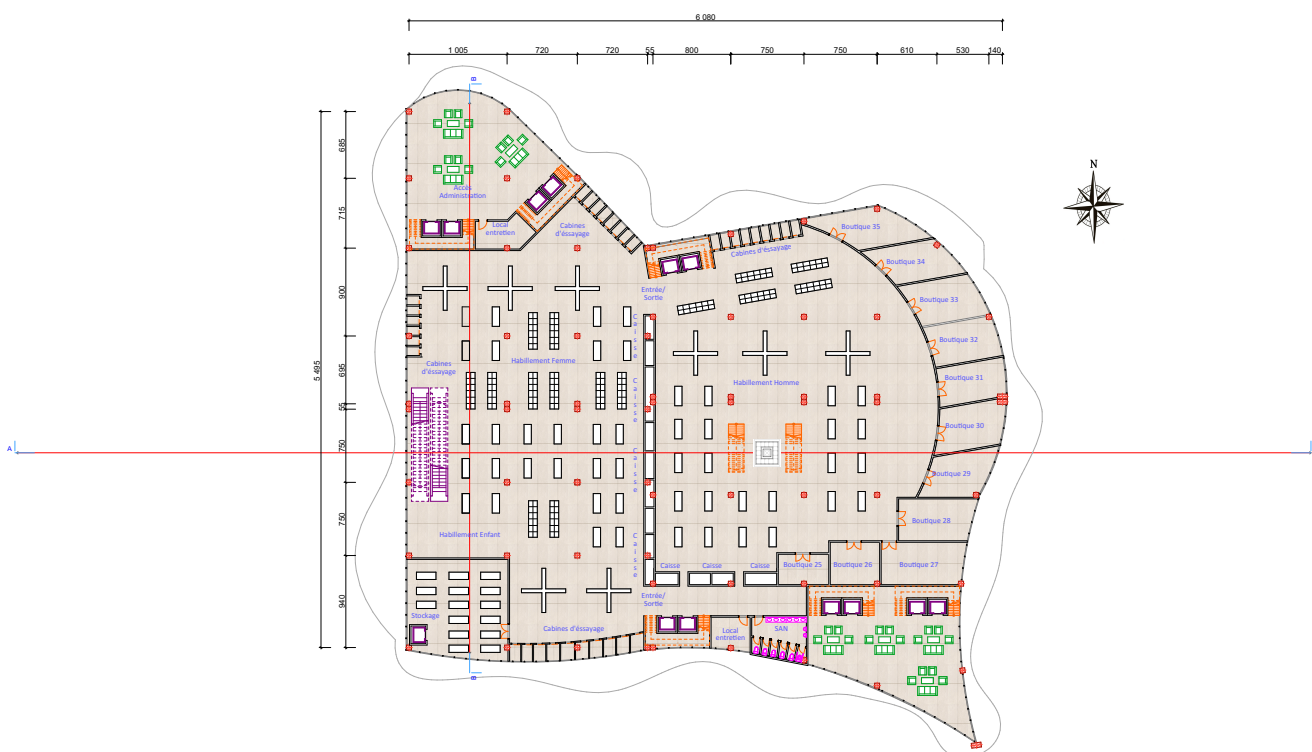 6 080
1 005
720
720
55
800
750
750
610
530
140
B
N
685
Accès
Administration
715
Local
entretien
Cabines
d'éssayage
Cabines d'éssayage
Boutique 35
Boutique 34
Entrée/
Sortie
900
Boutique 33
Caisse
Boutique 32
5 495
695
Cabines
d'éssayage
Habillement Femme
Habillement Homme
Boutique 31
Caisse
55
Boutique 30
A
750
Caisse
Boutique 29
750
Habillement Enfant
Boutique 28
Caisse
Caisse
Caisse
Caisse
Boutique 25
Boutique 26
Boutique 27
940
Entrée/
Sortie
Stockage
Cabines d'éssayage
Local
entretien
SAN
B